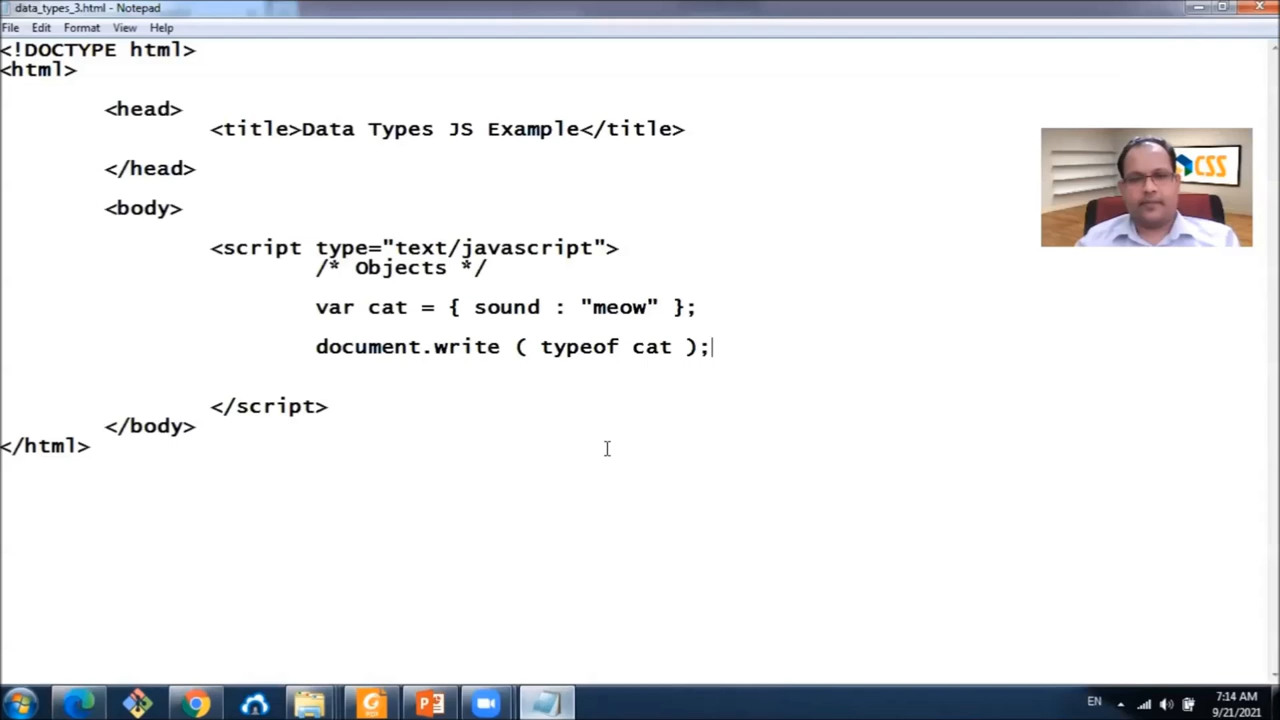 data_types_3.html - Notepad
File Edit Format View Help
<!DOCTYPE html>
<html>
<head>
<title>Data Types JS Example</title>
</head>
<body>
<script type="text/javascript">
/* Objects */
var cat = { sound : "meow" };
document.write ( typeof cat );
</script>
</body>
</html>
CSS
EN
7:14 AM
9/21/2021